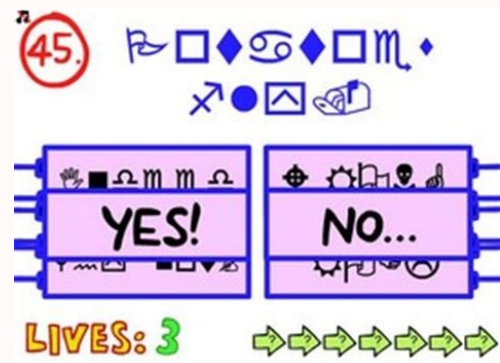 45.
🏱□⧫♋⧫□♏⬧
♐●⍓📬
YES!
NO...
LIVES: 3
? ? ? ? ? ? ?